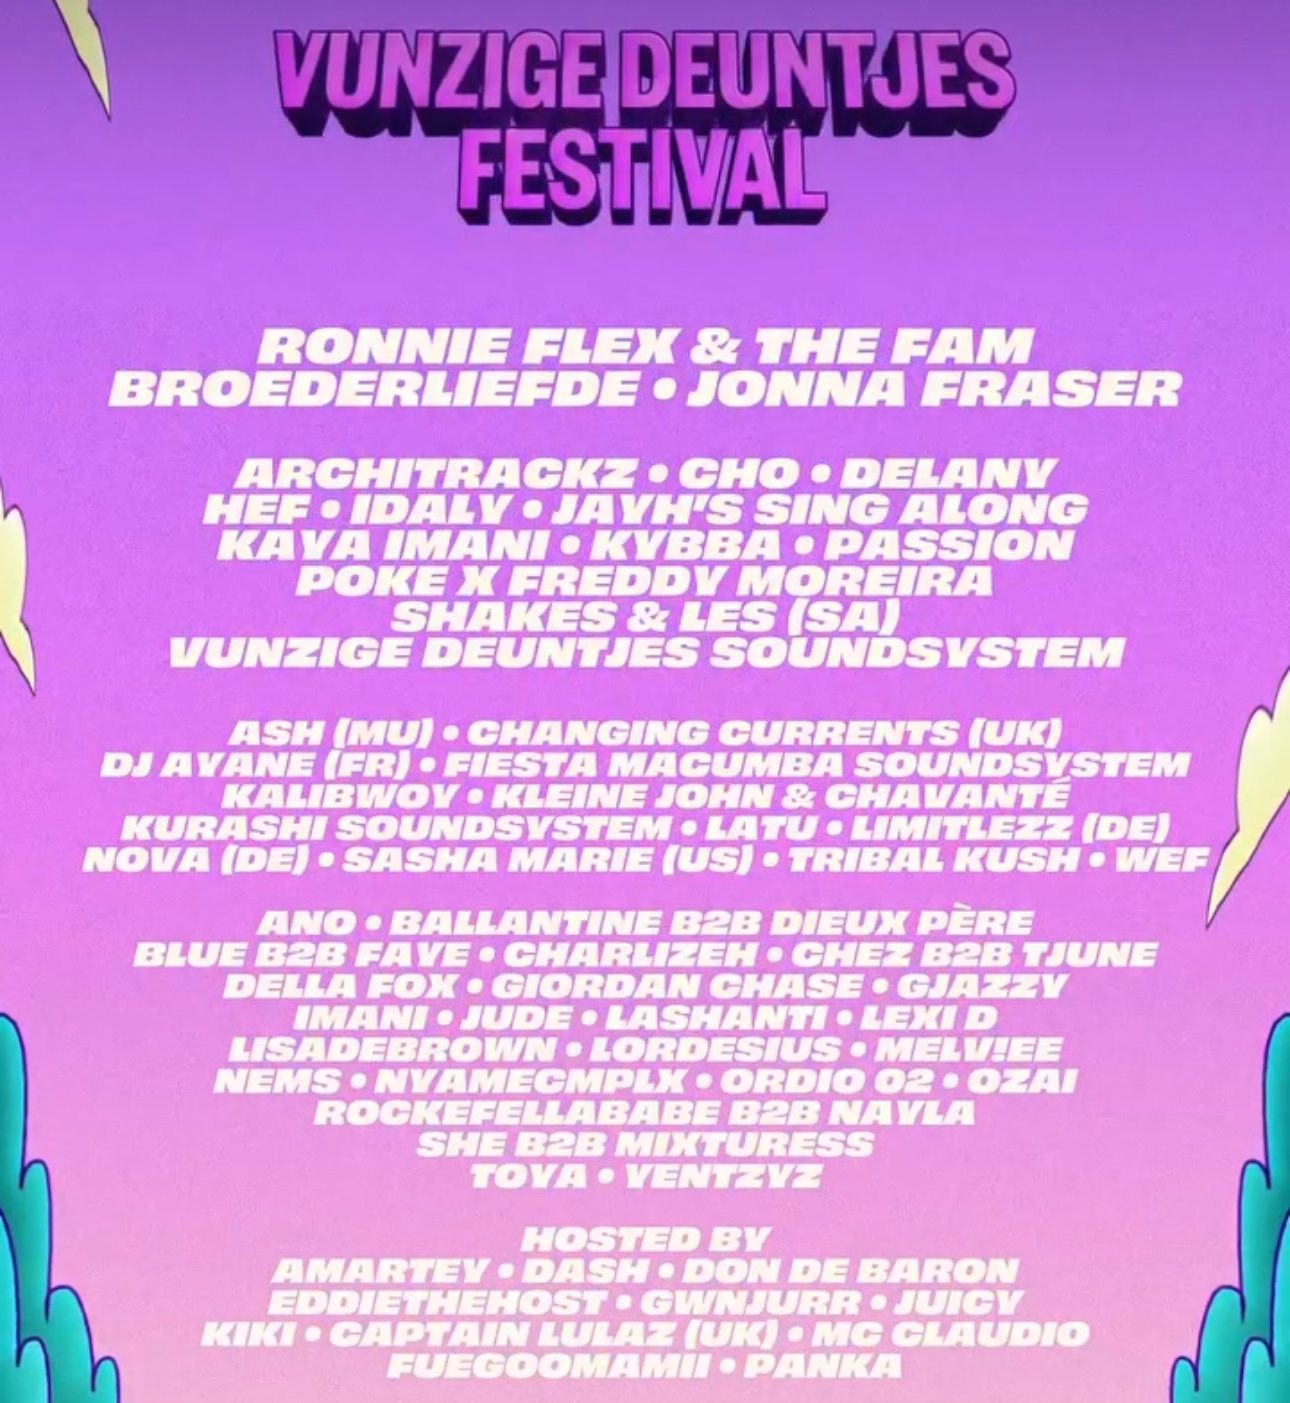 VUNZIGE DEUNTJES
FESTIVAL
RONNIE FLEX & THE FAM
BROEDERLIEFDE • JONNA FRASER
ARCHITRACKZ • CHO • DELANY
HEF • IDALY • JAYH'S SING ALONG
KAYA IMANI • KYBBA • PASSION
POKE X FREDDY MOREIRA
SHAKES & LES (SA)
VUNZIGE DEUNTJES SOUNDSYSTEM
ASH (MU) • CHANGING CURRENTS (UK)
DJ AYANE (FR) • FIESTA MACUMBA SOUNDSYSTEM
KALIBWOY • KLEINE JOHN & CHAVANTÉ
KURASHI SOUNDSYSTEM • LATU • LIMITLEZZ (DE)
NOVA (DE) • SASHA MARIE (US) • TRIBAL KUSH • WEF
ANO • BALLANTINE B2B DIEUX PÈRE
BLUE B2B FAYE • CHARLIZEH • CHEZ B2B TJUNE
DELLA FOX • GIORDAN CHASE • GJAZZY
IMANI • JUDE • LASHANTI • LEXI D
LISADEBROWN • LORDESIUS • MELV!EE
NEMS • NYAMECMPLX • ORDIO 02 • OZAI
ROCKEFELLABABE B2B NAYLA
SHE B2B MIXTURESS
TOYA • YENTZYZ
HOSTED BY
AMARTEY • DASH • DON DE BARON
EDDIETHEHOST • GWNJURR • JUICY
KIKI • CAPTAIN LULAZ (UK) • MC CLAUDIO
FUEGOOMAMII • PANKA